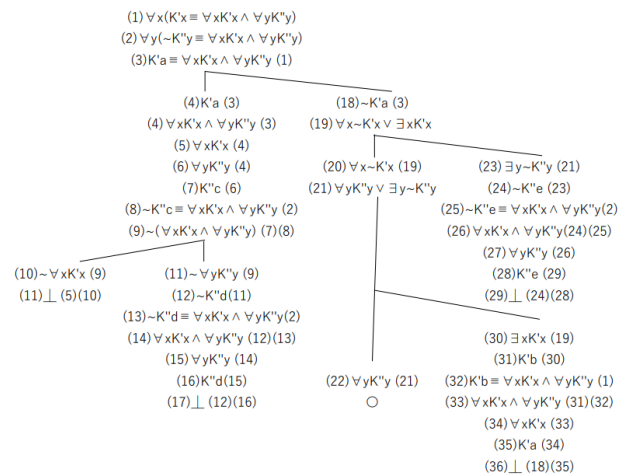 (1) ∀x(K'x ≡ ∀xK'x ∧ ∀yK"y)
(2) ∀y(~K"y ≡ ∀xK'x ∧ ∀yK"y)
(3)K'a ≡ ∀xK'x ∧ ∀yK"y (1)
(4)K'a (3)
(4) ∀xK'x ∧ ∀yK"y (3)
(5) ∀xK'x (4)
(6) ∀yK"y (4)
(7)K"c (6)
(8)~K"c ≡ ∀xK'x ∧ ∀yK"y (2)
(9)~(∀xK'x ∧ ∀yK"y) (7)(8)
(10)~∀xK'x (9)
(11)⊥ (5)(10)
(11)~∀yK"y (9)
(12)~K"d(11)
(13)~K"d ≡ ∀xK'x ∧ ∀yK"y(2)
(14) ∀xK'x ∧ ∀yK"y (12)(13)
(15)∀yK"y (14)
(16)K"d(15)
(17)⊥ (12)(16)
(18)~K'a (3)
(19) ∀x~K'x ∨ ∃xK'x
(20) ∀x~K'x (19)
(21) ∀yK"y ∨ ∃y~K"y
(22) ∀yK"y (21)
○
(23) ∃y~K"y (21)
(24)~K"e (23)
(25)~K"e ≡ ∀xK'x ∧ ∀yK"y(2)
(26) ∀xK'x ∧ ∀yK"y(24)(25)
(27) ∀yK"y (26)
(28)K"e (29)
(29)⊥ (24)(28)
(30) ∃xK'x (19)
(31)K'b (30)
(32)K'b ≡ ∀xK'x ∧ ∀yK"y (1)
(33) ∀xK'x ∧ ∀yK"y (31)(32)
(34) ∀xK'x (33)
(35)K'a (34)
(36)⊥ (18)(35)